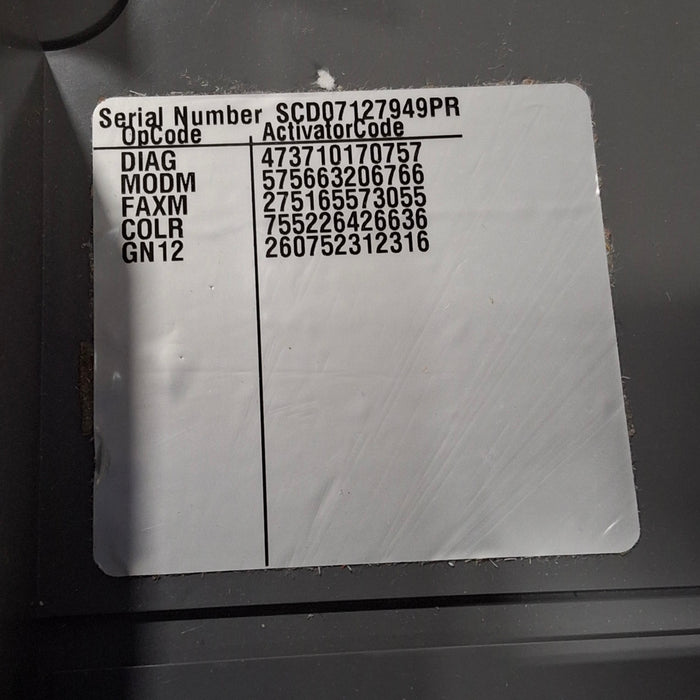 Serial Number SCD07127949PR
OpCode ActivatorCode
DIAG 473710170757
MODM 575663206766
FAXM 275165573055
COLR 755226426636
GN12 260752312316